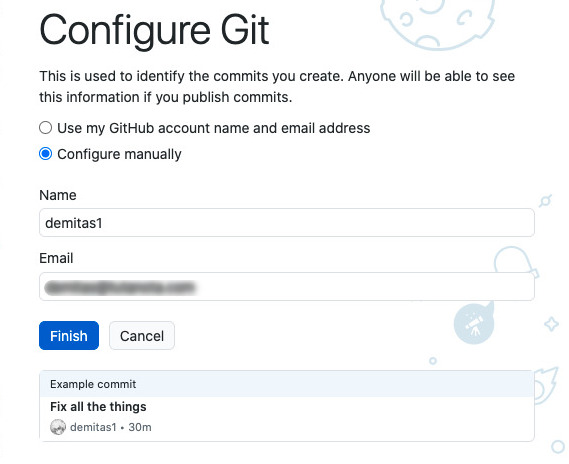 Configure Git
This is used to identify the commits you create. Anyone will be able to see
this information if you publish commits.
Use my GitHub account name and email address
Configure manually
Name
demitas1
Email
Finish Cancel
Example commit
Fix all the things
demitas1 • 30m